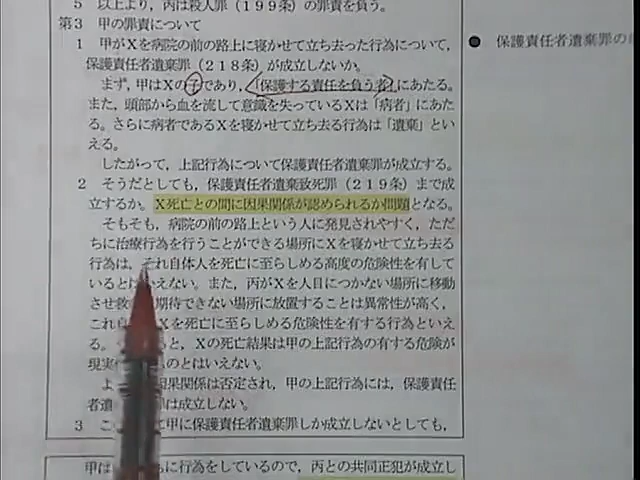 5　以上より，丙は殺人罪（199条）の罪責を負う。
第3　甲の罪責について
1　甲がXを病院の前の路上に寝かせて立ち去った行為について，
保護責任者遺棄罪（218条）が成立しないか。
まず，甲はXの子であり，「保護する責任を負う者」にあたる。
また，頭部から血を流して意識を失っているXは「病者」にあた
る。さらに病者であるXを寝かせて立ち去る行為は「遺棄」とい
える。
したがって，上記行為について保護責任者遺棄罪が成立する。
2　そうだとしても，保護責任者遺棄致死罪（219条）まで成
立するか。X死亡との間に因果関係が認められるか問題となる。
そもそも，病院の前の路上という人に発見されやすく，ただ
ちに治療行為を行うことができる場所にXを寝かせて立ち去る
行為は，それ自体人を死亡に至らしめる高度の危険性を有して
いるとはいえない。また，丙がXを人目につかない場所に移動
させ救 期待できない場所に放置することは異常性が高く，
これ自 Xを死亡に至らしめる危険性を有する行為といえ
る。 と，Xの死亡結果は甲の上記行為の有する危険が
現実 のとはいえない。
よ 因果関係は否定され，甲の上記行為には，保護責任
者遺 罪は成立しない。
3　こ て甲に保護責任者遺棄罪しか成立しないとしても，
甲は もに行為をしているので，丙との共同正犯が成立し
● 保護責任者遺棄罪の